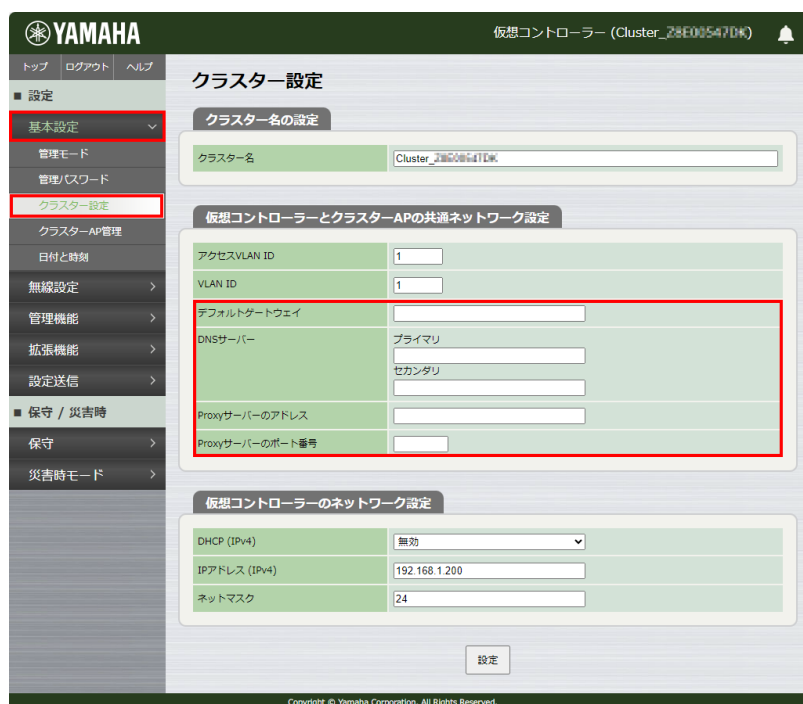 YAMAHA
仮想コントローラー (Cluster_
トップ ログアウト ヘルプ
■ 設定
基本設定
管理モード
管理パスワード
クラスター設定
クラスターAP管理
日付と時刻
無線設定
管理機能
拡張機能
設定送信
■ 保守 / 災害時
保守
災害時モード
クラスター設定
クラスター名の設定
クラスター名 Cluster_
仮想コントローラーとクラスターAPの共通ネットワーク設定
アクセスVLAN ID 1
VLAN ID 1
デフォルトゲートウェイ
DNSサーバー プライマリ
セカンダリ
Proxyサーバーのアドレス
Proxyサーバーのポート番号
仮想コントローラーのネットワーク設定
DHCP (IPv4) 無効
IPアドレス (IPv4) 192.168.1.200
ネットマスク 24
設定
Copyright © Yamaha Corporation. All Rights Reserved.